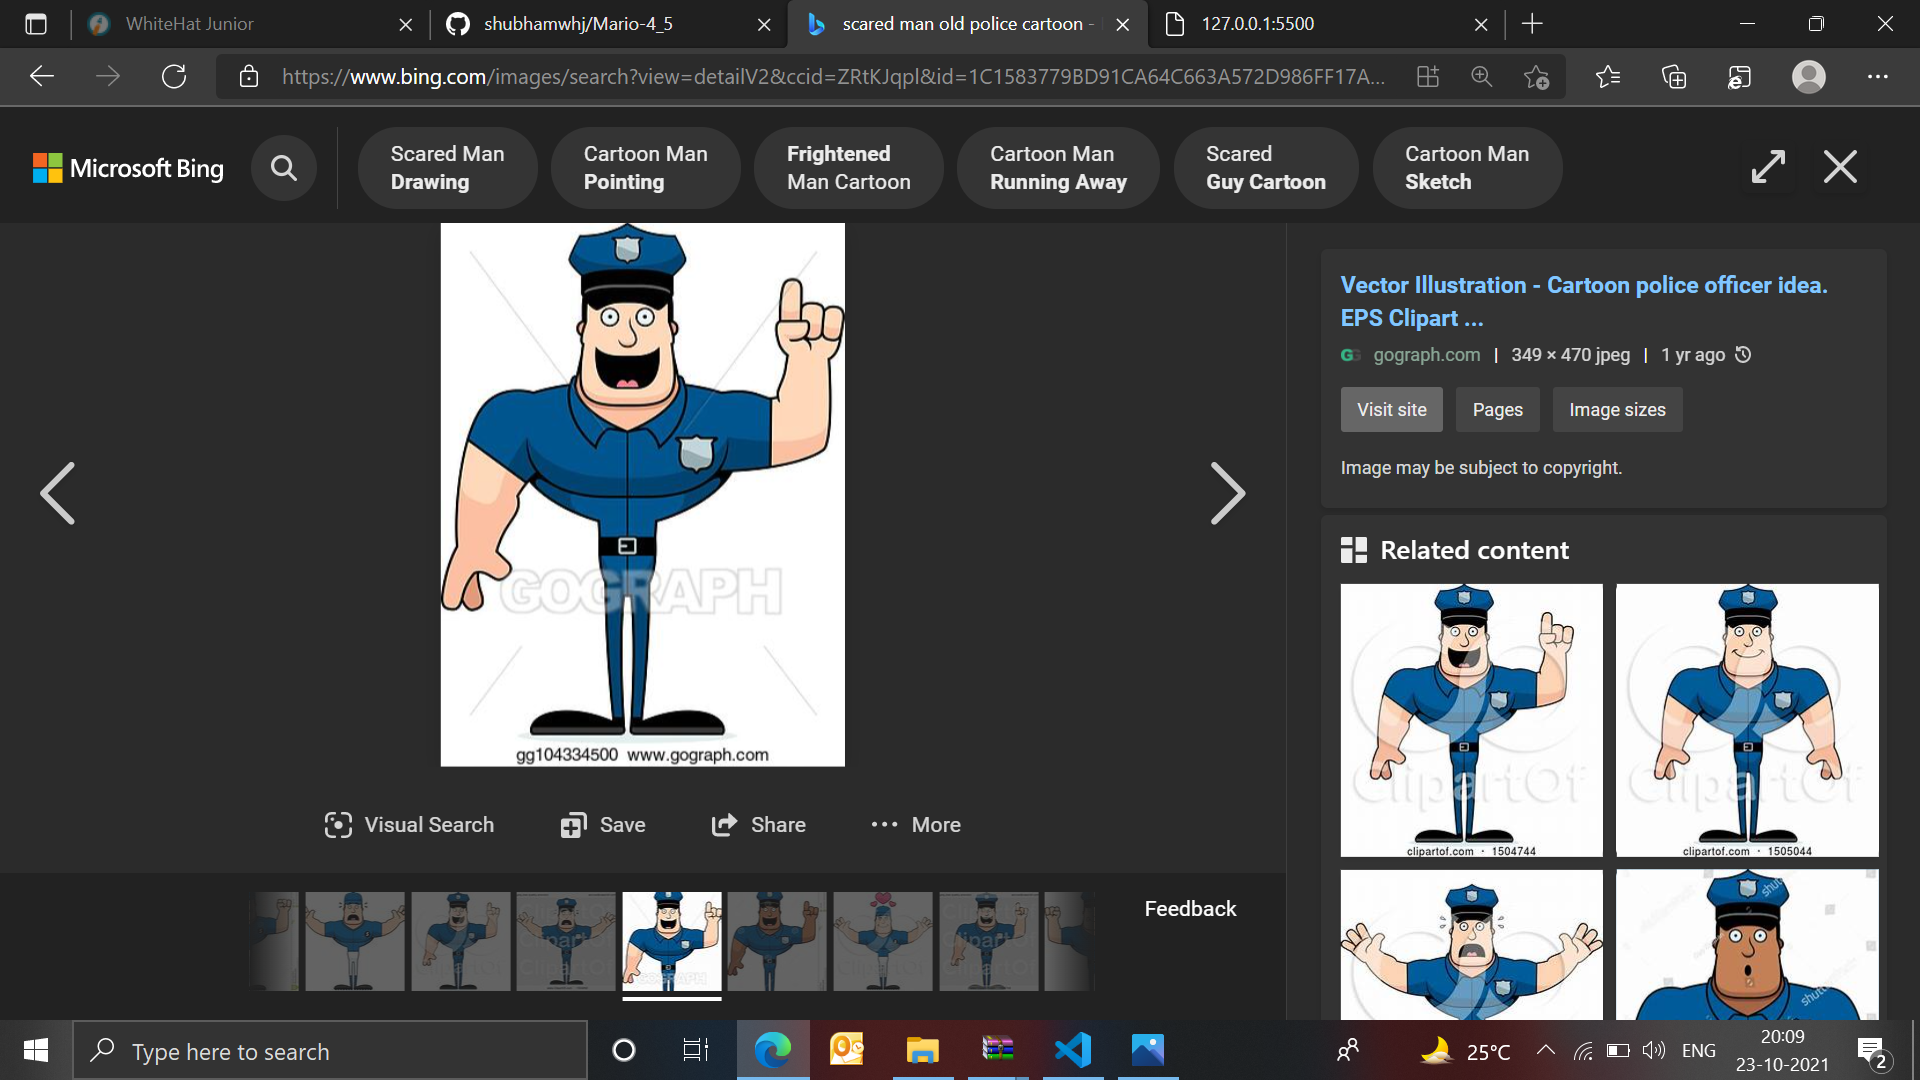 WhiteHat Junior
shubhamwhj/Mario-4_5
scared man old police cartoon -
127.0.0.1:5500
https://www.bing.com/images/search?view=detailV2&ccid=ZRtKJqpI&id=1C1583779BD91CA64C663A572D986FF17A...
Microsoft Bing
Scared Man
Drawing
Cartoon Man
Pointing
Frightened
Man Cartoon
Cartoon Man
Running Away
Scared
Guy Cartoon
Cartoon Man
Sketch
GOGRAPH
gg104334500 www.gograph.com
Visual Search
Save
Share
More
Feedback
Vector Illustration - Cartoon police officer idea.
EPS Clipart ...
gograph.com | 349 × 470 jpeg | 1 yr ago
Visit site
Pages
Image sizes
Image may be subject to copyright.
Related content
ClipartOf
clipartof.com · 1504744
ClipartOf
clipartof.com · 1505044
Type here to search
25°C
ENG
20:09
23-10-2021
2